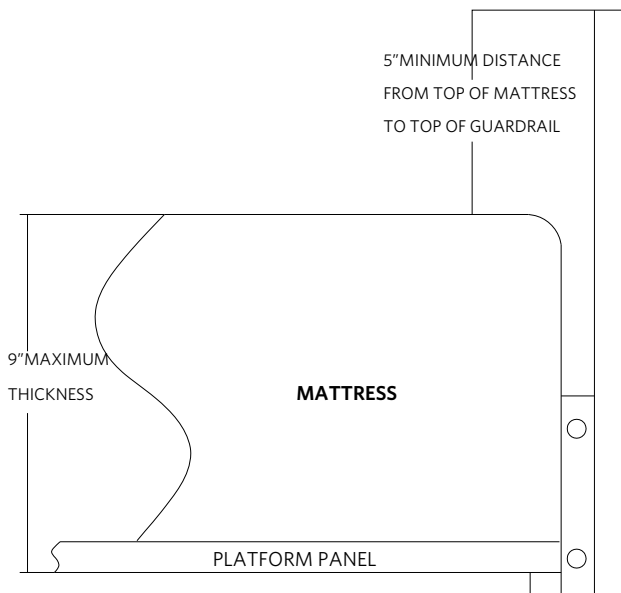 5”MINIMUM DISTANCE
FROM TOP OF MATTRESS
TO TOP OF GUARDRAIL
9”MAXIMUM
THICKNESS
MATTRESS
PLATFORM PANEL